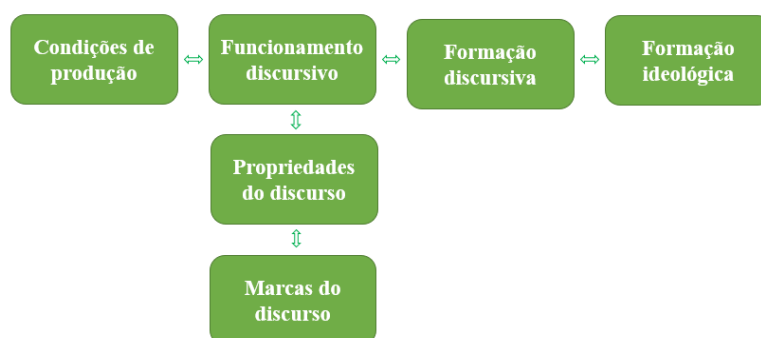 Condições de
produção
Funcionamento
discursivo
Formação
discursiva
Formação
ideológica
Propriedades
do discurso
Marcas do
discurso